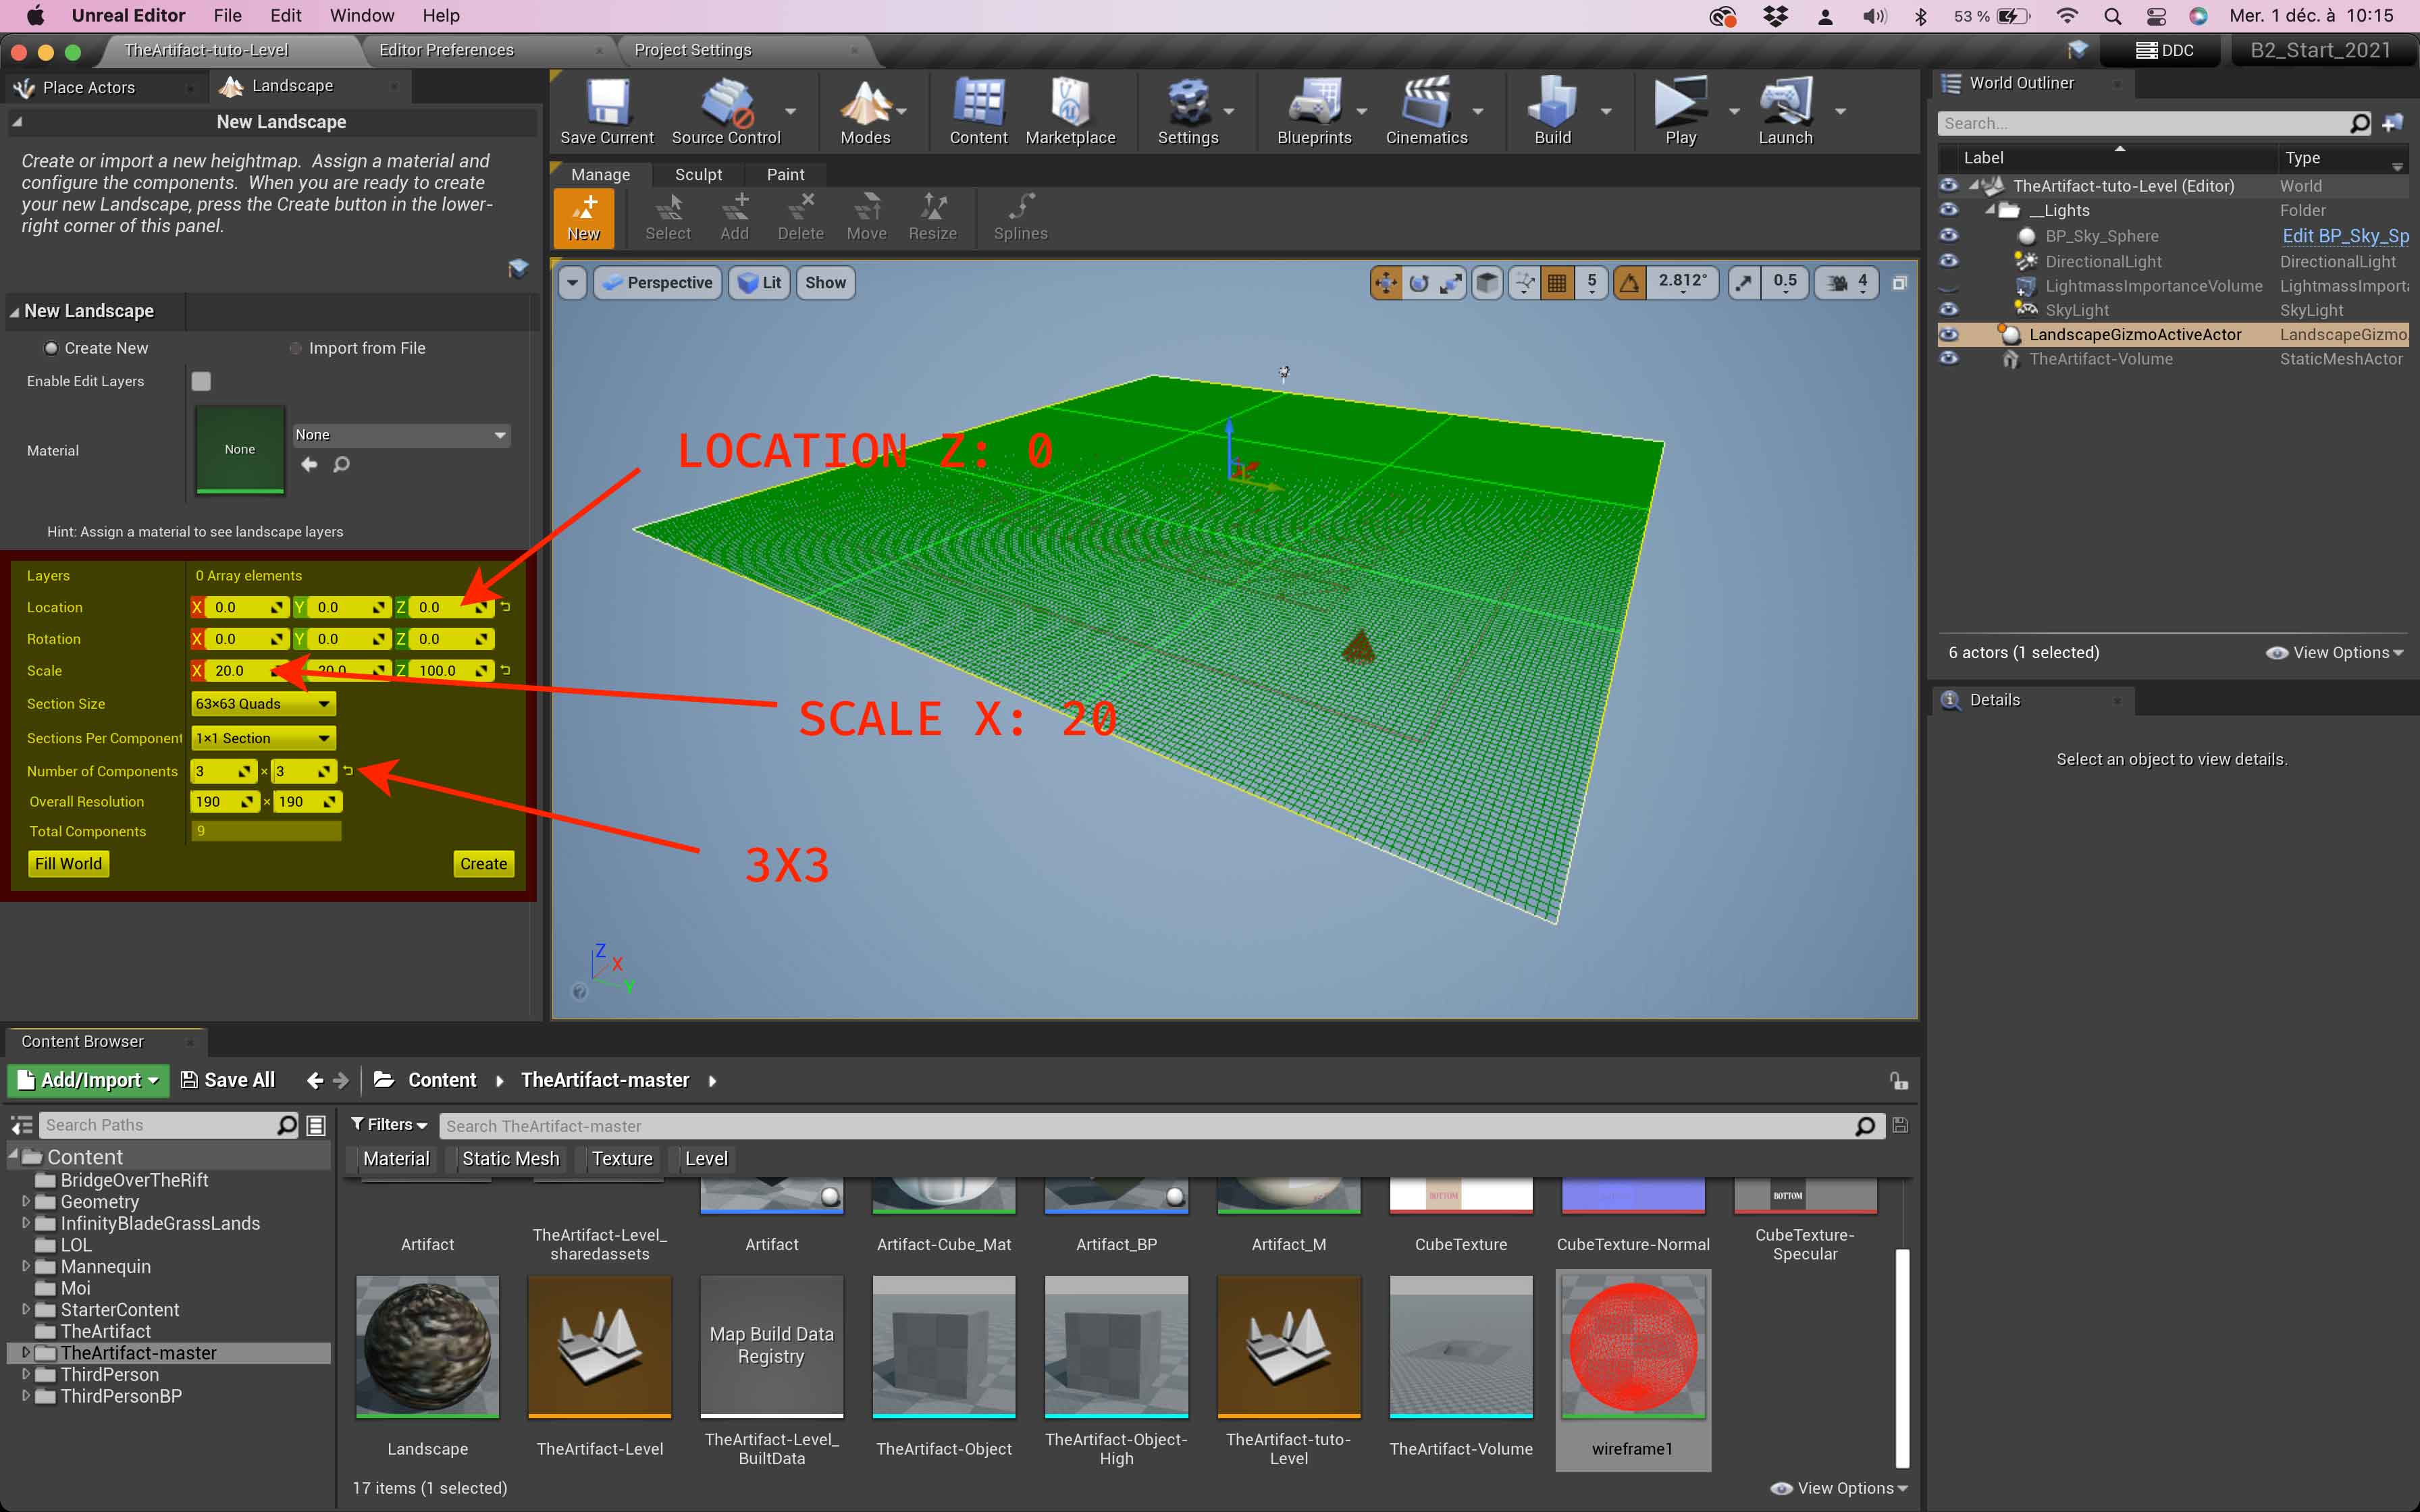 Unreal Editor File Edit Window Help 53 % Mer. 1 déc. à 10:15
TheArtifact-tuto-Level Editor Preferences Project Settings DDC B2_Start_2021
Place Actors Landscape
New Landscape
Create or import a new heightmap. Assign a material and
configure the components. When you are ready to create
your new Landscape, press the Create button in the lower-
right corner of this panel.
New Landscape
Create New Import from File
Enable Edit Layers
Material None None
Hint: Assign a material to see landscape layers
Layers 0 Array elements
Location X 0.0 Y 0.0 Z 0.0
Rotation X 0.0 Y 0.0 Z 0.0
Scale X 20.0 20.0 Z 100.0
Section Size 63×63 Quads
Sections Per Component 1×1 Section
Number of Components 3 × 3
Overall Resolution 190 × 190
Total Components 9
Fill World Create
Save Current Source Control Modes Content Marketplace Settings Blueprints Cinematics Build Play Launch
Manage Sculpt Paint
New Select Add Delete Move Resize Splines
Perspective Lit Show 5 2.812° 0.5 4
LOCATION Z: 0
SCALE X: 20
3X3
Z X Y
World Outliner
Search...
Label Type
TheArtifact-tuto-Level (Editor) World
__Lights Folder
BP_Sky_Sphere Edit BP_Sky_Sp
DirectionalLight DirectionalLight
LightmassImportanceVolume LightmassImporta
SkyLight SkyLight
LandscapeGizmoActiveActor LandscapeGizmo
TheArtifact-Volume StaticMeshActor
6 actors (1 selected) View Options
Details
Select an object to view details.
Content Browser
Add/Import Save All Content TheArtifact-master
Search Paths
Content
BridgeOverTheRift
Geometry
InfinityBladeGrassLands
LOL
Mannequin
Moi
StarterContent
TheArtifact
TheArtifact-master
ThirdPerson
ThirdPersonBP
Filters Search TheArtifact-master
Material Static Mesh Texture Level
BOTTOM BOTTOM
Artifact
TheArtifact-Level_
sharedassets
Artifact
Artifact-Cube_Mat
Artifact_BP
Artifact_M
CubeTexture
CubeTexture-Normal
CubeTexture-
Specular
Map Build Data
Registry
Landscape
TheArtifact-Level
TheArtifact-Level_
BuiltData
TheArtifact-Object
TheArtifact-Object-
High
TheArtifact-tuto-
Level
TheArtifact-Volume
wireframe1
17 items (1 selected) View Options